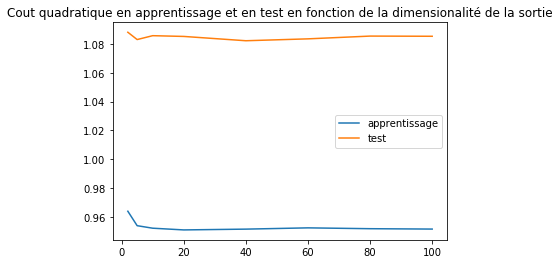 Cout quadratique en apprentissage et en test en fonction de la dimensionalité de la sortie
1.08
1.06
1.04
1.02
1.00
0.98
0.96
apprentissage
test
0 20 40 60 80 100